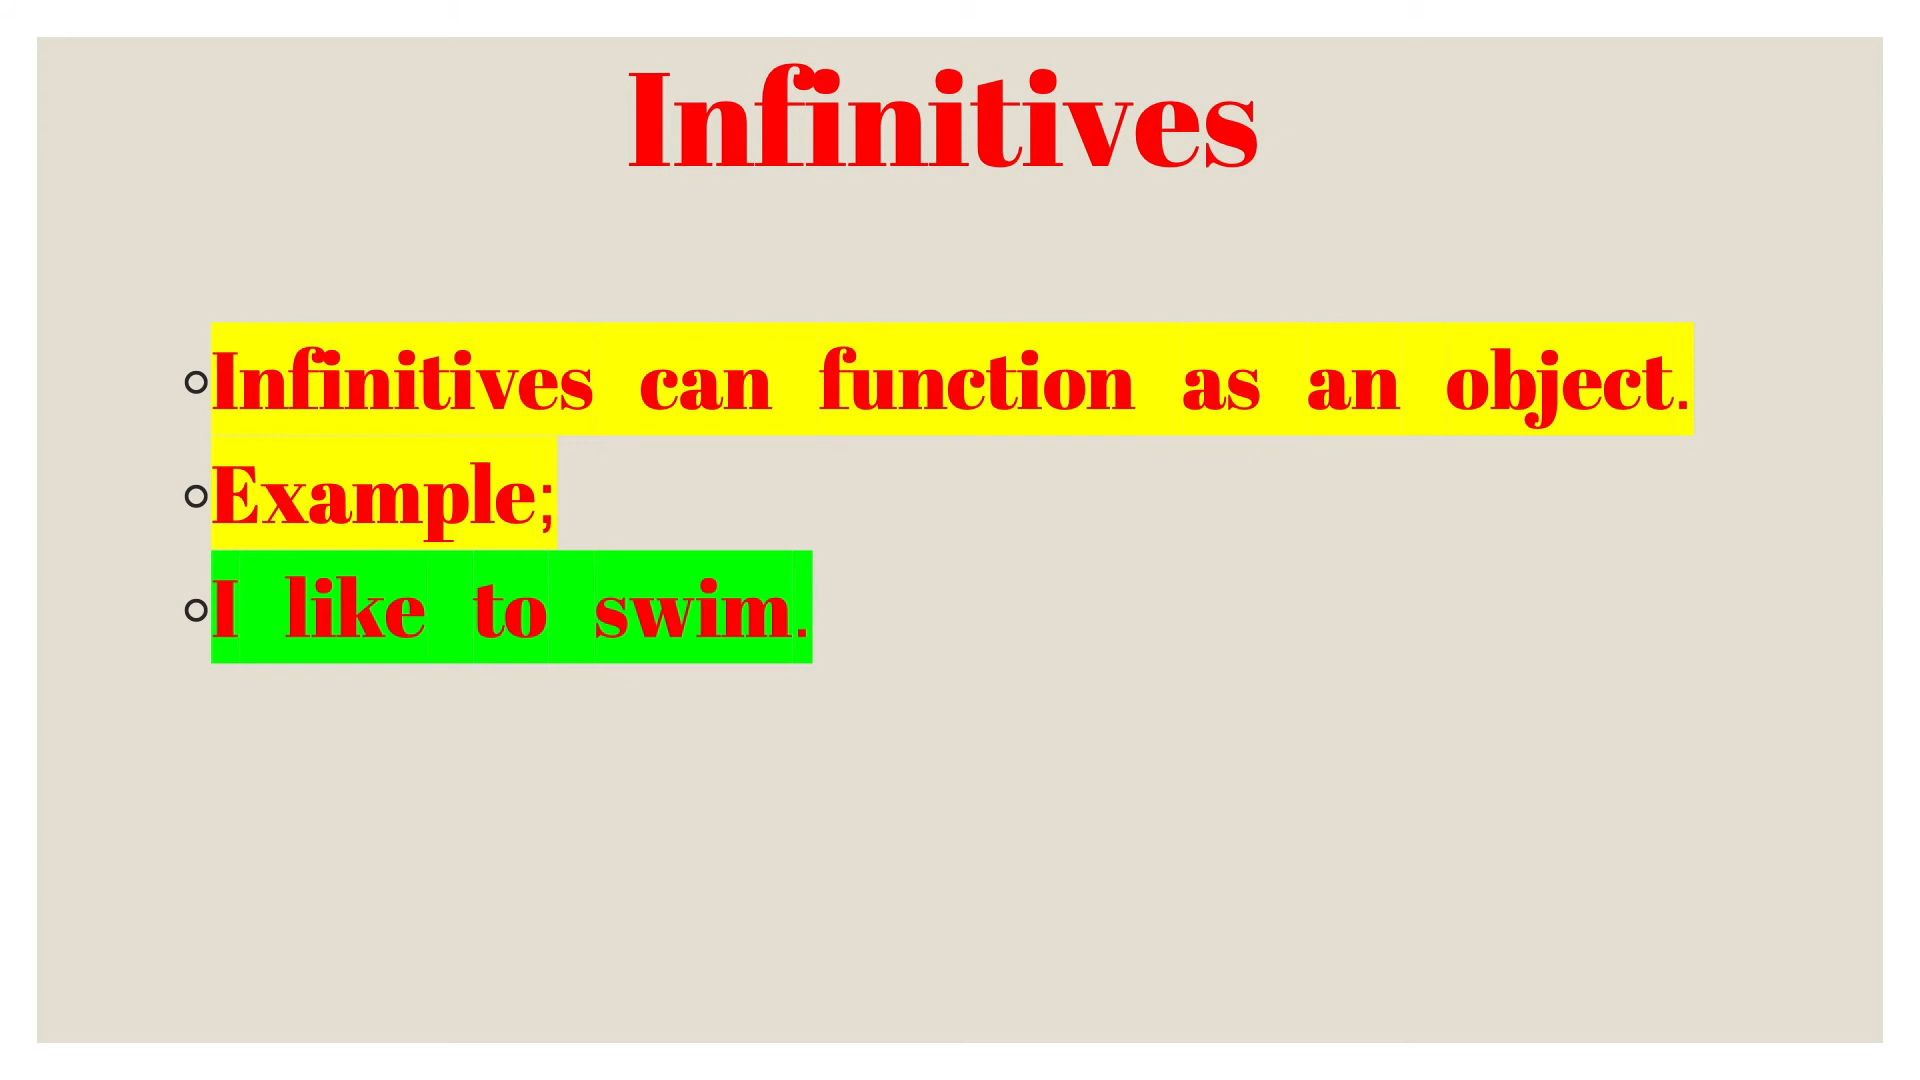 Infinitives
Infinitives can function as an object.
Example;
I like to swim.